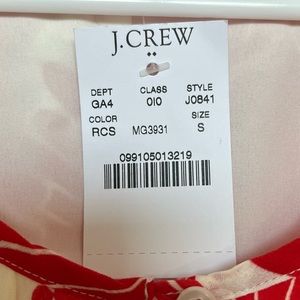 J.CREW
DEPT CLASS STYLE
GA4 010 J0841
COLOR SIZE
RCS MG3931 S
099105013219